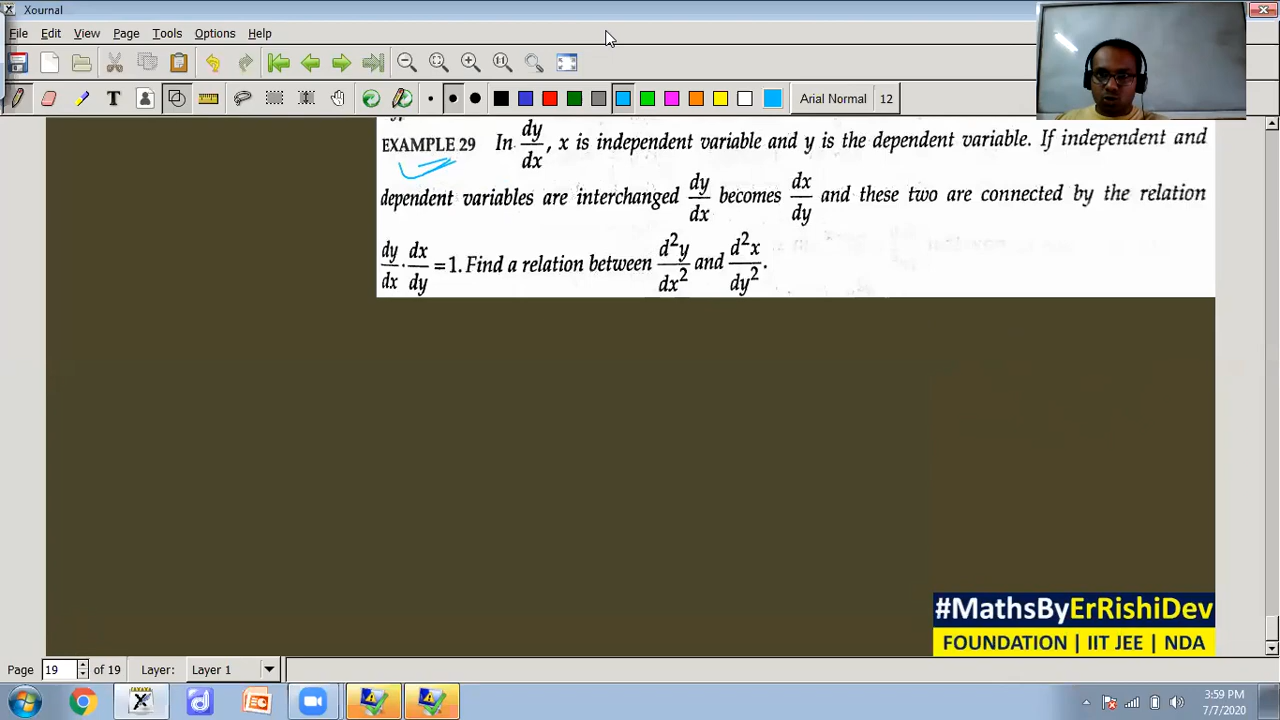 Xournal
File Edit View Page Tools Options Help
Arial Normal 12
EXAMPLE 29 In dy/dx, x is independent variable and y is the dependent variable. If independent and
dependent variables are interchanged dy/dx becomes dx/dy and these two are connected by the relation
dy/dx · dx/dy = 1. Find a relation between d²y/dx² and d²x/dy².
#MathsByErRishiDev
FOUNDATION | IIT JEE | NDA
Page 19 of 19 Layer: Layer 1
3:59 PM
7/7/2020